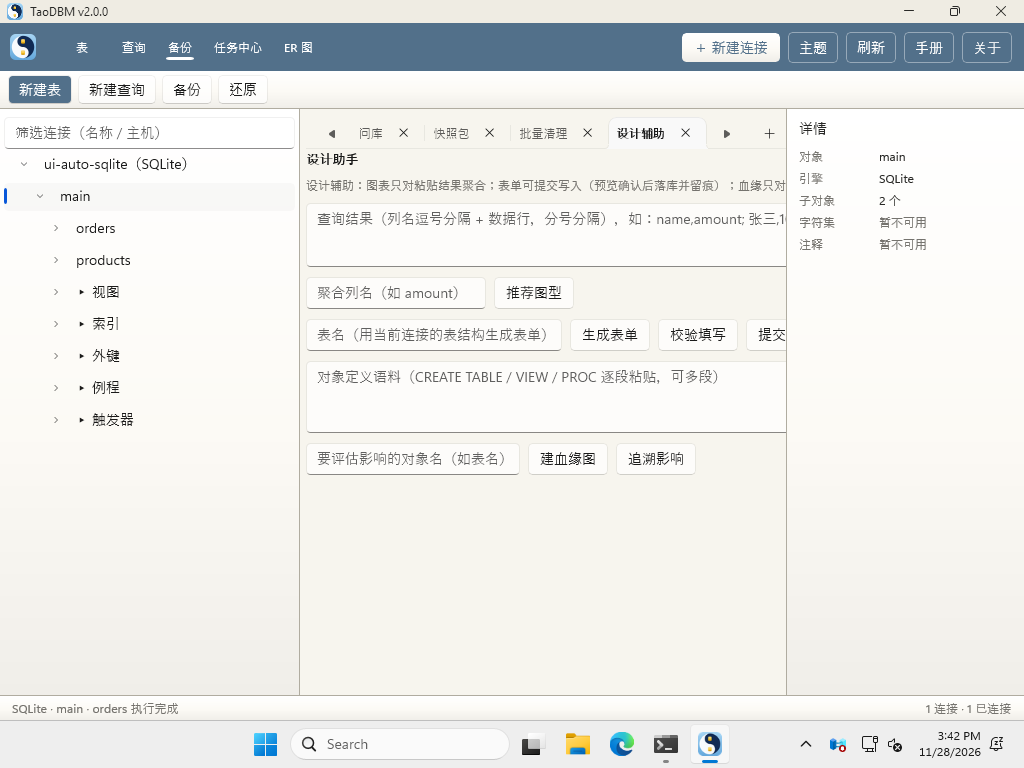 TaoDBM v2.0.0
表 查询 备份 任务中心 ER 图 + 新建连接 主题 刷新 手册 关于
新建表 新建查询 备份 还原
筛选连接（名称 / 主机）
ui-auto-sqlite（SQLite）
main
orders
products
视图
索引
外键
例程
触发器
问库 快照包 批量清理 设计辅助
设计助手
设计辅助：图表只对粘贴结果聚合；表单可提交写入（预览确认后落库并留痕）；血缘只对
查询结果（列名逗号分隔 + 数据行，分号分隔），如：name,amount; 张三,10
聚合列名（如 amount） 推荐图型
表名（用当前连接的表结构生成表单） 生成表单 校验填写 提交
对象定义语料（CREATE TABLE / VIEW / PROC 逐段粘贴，可多段）
要评估影响的对象名（如表名） 建血缘图 追溯影响
详情
对象 main
引擎 SQLite
子对象 2 个
字符集 暂不可用
注释 暂不可用
SQLite · main · orders 执行完成
1 连接 · 1 已连接
Search
3:42 PM
11/28/2026